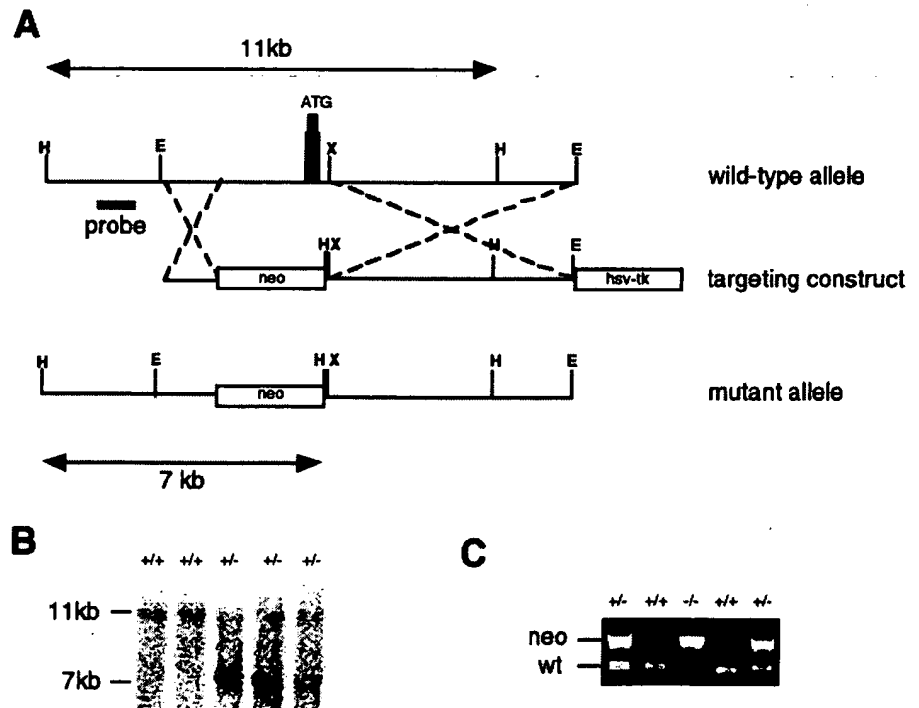 A
11kb
ATG
H E X H E
wild-type allele
probe
HX H E
neo hsv-tk
targeting construct
H E H X H E
neo
mutant allele
7 kb
B
+/+ +/+ +/- +/- +/-
11kb
7kb
C
+/- +/+ -/- +/+ +/-
neo
wt